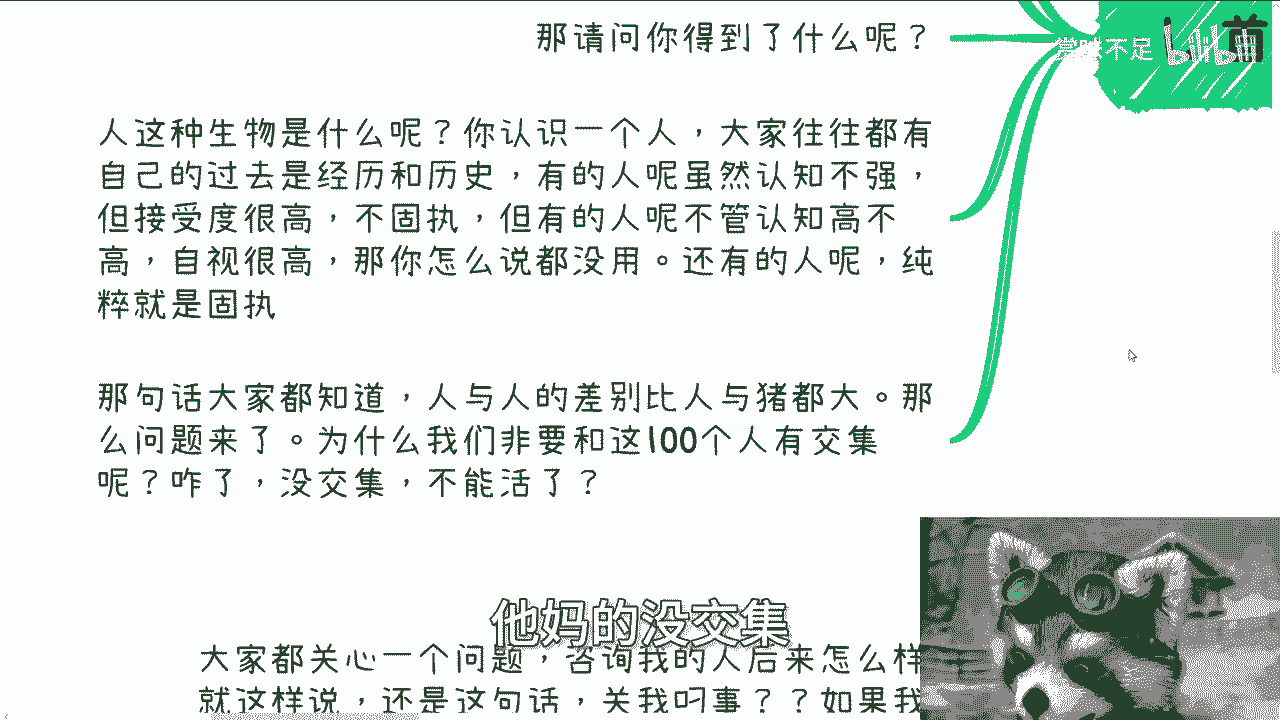 那请问你得到了什么呢？
赏味不足 bilibili
首
人这种生物是什么呢？你认识一个人，大家往往都有
自己的过去是经历和历史，有的人呢虽然认知不强，
但接受度很高，不固执，但有的人呢不管认知高不
高，自视很高，那你怎么说都没用。还有的人呢，纯
粹就是固执
那句话大家都知道，人与人的差别比人与猪都大。那
么问题来了。为什么我们非要和这100个人有交集
呢？咋了，没交集，不能活了？
他妈的没交集
大家都关心一个问题，咨询我的人后来怎么样
就这样说，还是这句话，关我叼事？？如果我